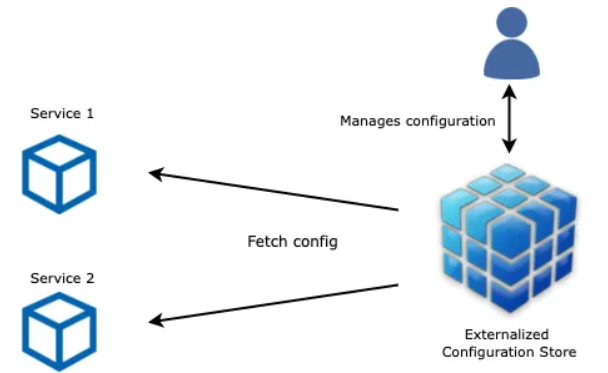 Service 1
Manages configuration
Fetch config
Service 2
Externalized
Configuration Store